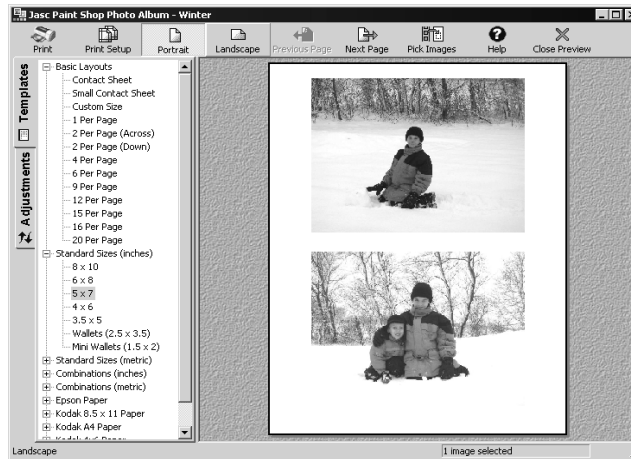 Jasc Paint Shop Photo Album - Winter
Print
Print Setup
Portrait
Landscape
Previous Page
Next Page
Pick Images
Help
Close Preview
Templates
Adjustments
Basic Layouts
Contact Sheet
Small Contact Sheet
Custom Size
1 Per Page
2 Per Page (Across)
2 Per Page (Down)
4 Per Page
6 Per Page
9 Per Page
12 Per Page
15 Per Page
16 Per Page
20 Per Page
Standard Sizes (inches)
8 x 10
6 x 8
5 x 7
4 x 6
3.5 x 5
Wallets (2.5 x 3.5)
Mini Wallets (1.5 x 2)
Standard Sizes (metric)
Combinations (inches)
Combinations (metric)
Epson Paper
Kodak 8.5 x 11 Paper
Kodak A4 Paper
Kodak 4x6 Paper
Landscape
1 image selected